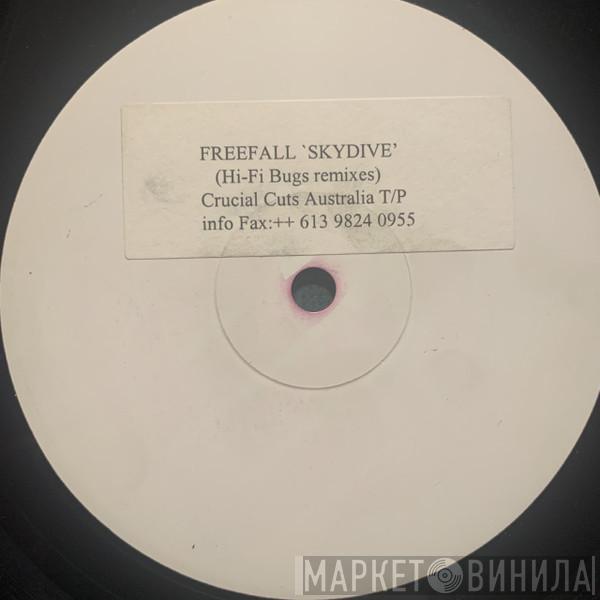 FREEFALL `SKYDIVE'
(Hi-Fi Bugs remixes)
Crucial Cuts Australia T/P
info Fax:++ 613 9824 0955
МАРКЕТ ВИНИЛА